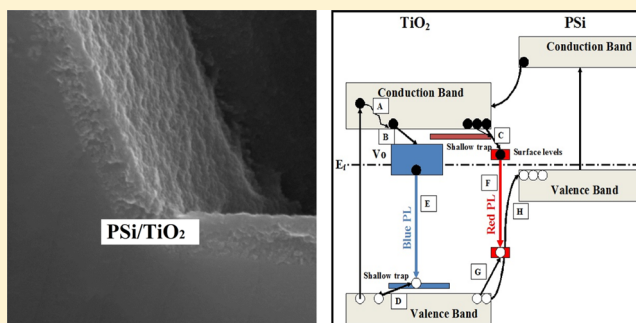 PSi/TiO₂
TiO₂
PSi
Conduction Band
Conduction Band
A
B
C
Shallow trap
Vo
Surface levels
E_f
Valence Band
E
F
H
Blue PL
Red PL
G
Shallow trap
D
Valence Band